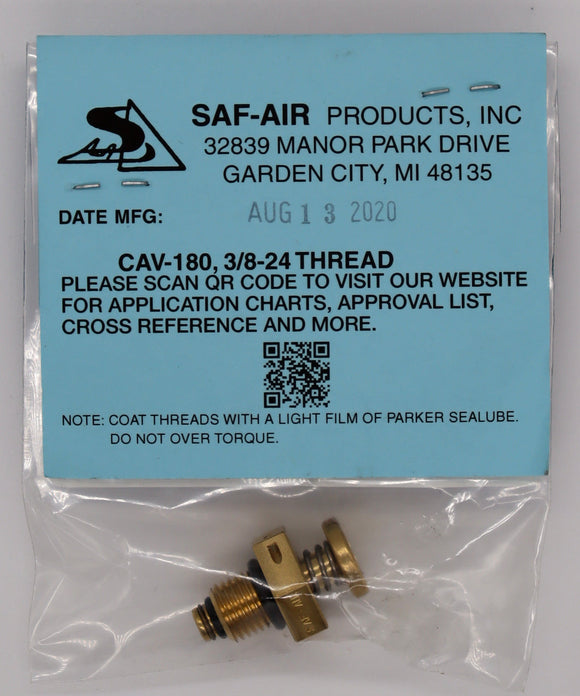 SAF-AIR PRODUCTS, INC
32839 MANOR PARK DRIVE
GARDEN CITY, MI 48135
DATE MFG: AUG 13 2020
CAV-180, 3/8-24 THREAD
PLEASE SCAN QR CODE TO VISIT OUR WEBSITE
FOR APPLICATION CHARTS, APPROVAL LIST,
CROSS REFERENCE AND MORE.
NOTE: COAT THREADS WITH A LIGHT FILM OF PARKER SEALUBE.
DO NOT OVER TORQUE.